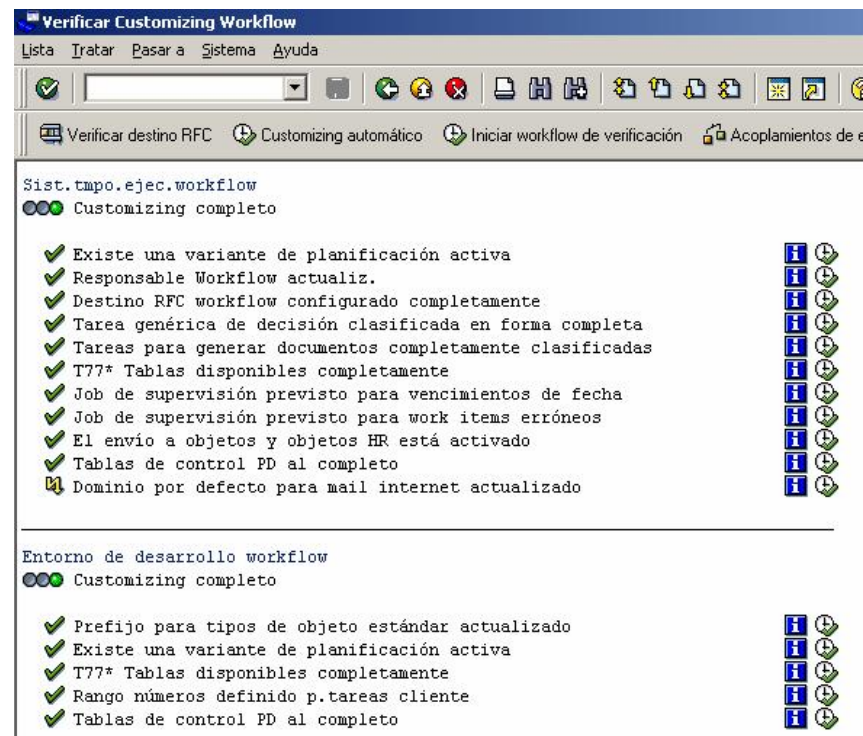 Verificar Customizing Workflow
Lista Tratar Pasar a Sistema Ayuda
Verificar destino RFC Customizing automático Iniciar workflow de verificación Acoplamientos de e
Sist.tmpo.ejec.workflow
Customizing completo
Existe una variante de planificación activa
Responsable Workflow actualiz.
Destino RFC workflow configurado completamente
Tarea genérica de decisión clasificada en forma completa
Tareas para generar documentos completamente clasificadas
T77* Tablas disponibles completamente
Job de supervisión previsto para vencimientos de fecha
Job de supervisión previsto para work items erróneos
El envío a objetos y objetos HR está activado
Tablas de control PD al completo
Dominio por defecto para mail internet actualizado
Entorno de desarrollo workflow
Customizing completo
Prefijo para tipos de objeto estándar actualizado
Existe una variante de planificación activa
T77* Tablas disponibles completamente
Rango números definido p.tareas cliente
Tablas de control PD al completo